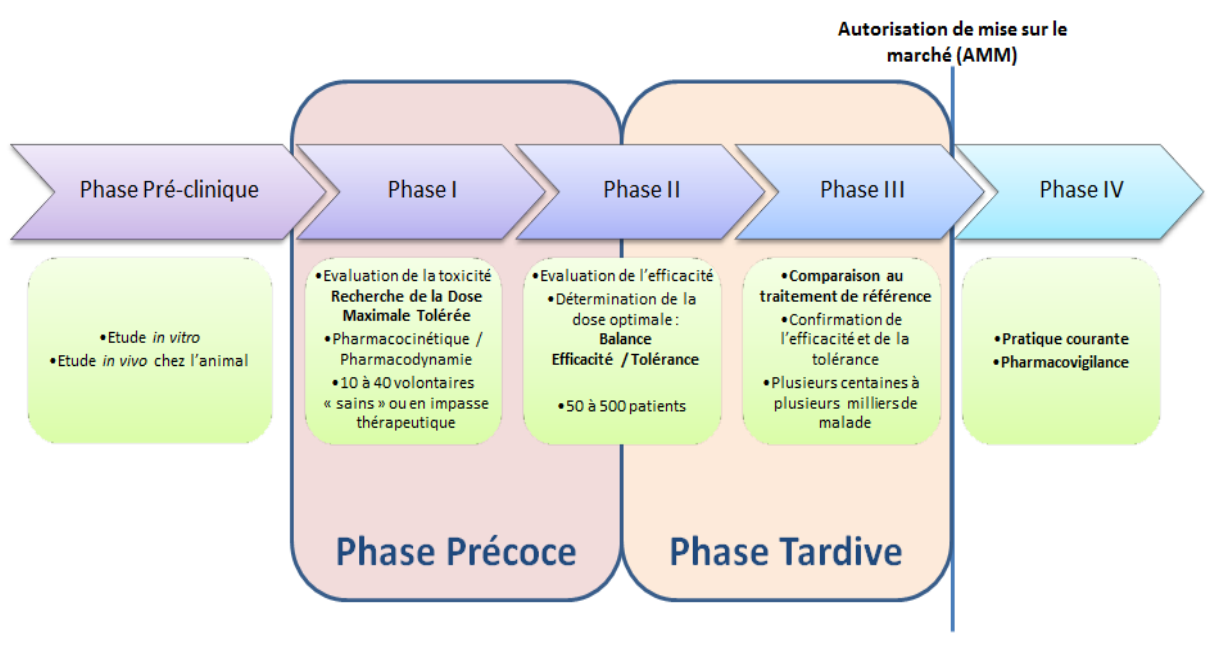 Autorisation de mise sur le
marché (AMM)
Phase Pré-clinique
Phase I
Phase II
Phase III
Phase IV
•Etude in vitro
•Etude in vivo chez l'animal
•Evaluation de la toxicité
Recherche de la Dose
Maximale Tolérée
•Pharmacocinétique /
Pharmacodynamie
•10 à 40 volontaires
« sains » ou en impasse
thérapeutique
•Evaluation de l'efficacité
•Détermination de la
dose optimale :
Balance
Efficacité / Tolérance
•50 à 500 patients
•Comparaison au
traitement de référence
•Confirmation de
l'efficacité et de la
tolérance
•Plusieurs centaines à
plusieurs milliers de
malade
•Pratique courante
•Pharmacovigilance
Phase Précoce
Phase Tardive